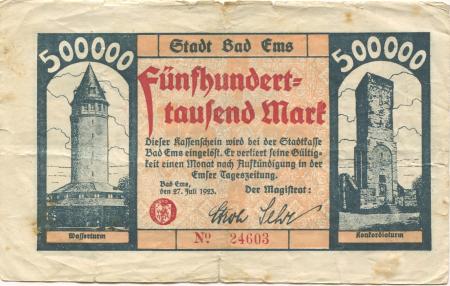 500000
Stadt Bad Ems
500000
Fünfhundert-
tausend Mark
Dieser Kassenschein wird bei der Stadtkasse
Bad Ems eingelöst. Er verliert seine Gültig-
keit einen Monat nach Aufkündigung in der
Emser Tageszeitung.
Bad Ems,
den 27. Juli 1923.
Der Magistrat:
No 24603
Wasserturm
Konkordiaturm